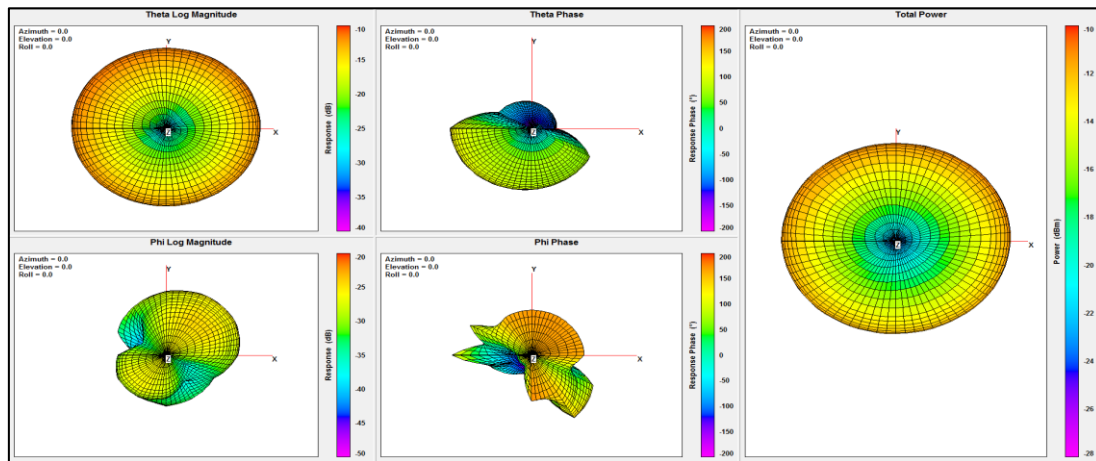 Theta Log Magnitude
Azimuth = 0.0
Elevation = 0.0
Roll = 0.0
Y
X
Z
Response (dB)
-10
-15
-20
-25
-30
-35
-40
Theta Phase
Azimuth = 0.0
Elevation = 0.0
Roll = 0.0
Y
X
Z
Response Phase (°)
200
150
100
50
0
-50
-100
-150
-200
Total Power
Azimuth = 0.0
Elevation = 0.0
Roll = 0.0
Y
X
Z
Power (dBm)
-10
-12
-14
-16
-18
-20
-22
-24
-26
-28
Phi Log Magnitude
Azimuth = 0.0
Elevation = 0.0
Roll = 0.0
Y
X
Z
Response (dB)
-20
-25
-30
-35
-40
-45
-50
Phi Phase
Azimuth = 0.0
Elevation = 0.0
Roll = 0.0
Y
X
Z
Response Phase (°)
200
150
100
50
0
-50
-100
-150
-200